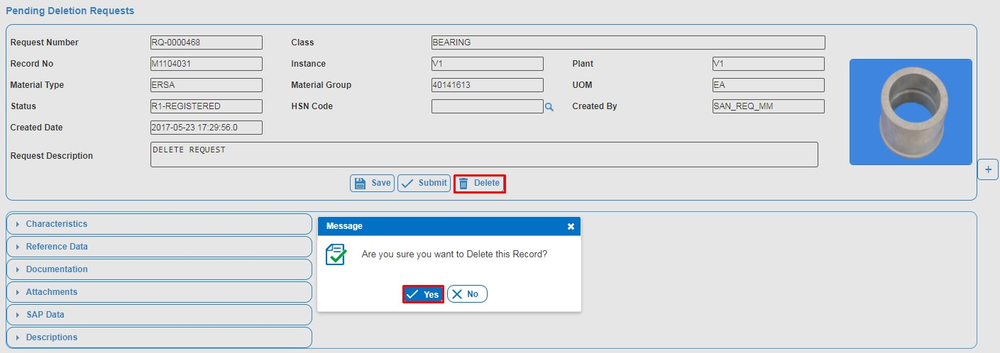 Pending Deletion Requests
Request Number RQ-0000468 Class BEARING
Record No M1104031 Instance V1 Plant V1
Material Type ERSA Material Group 40141613 UOM EA
Status R1-REGISTERED HSN Code Created By SAN_REQ_MM
Created Date 2017-05-23 17:29:56.0
Request Description DELETE REQUEST
+
Save Submit Delete
Characteristics
Reference Data
Documentation
Attachments
SAP Data
Descriptions
Message
Are you sure you want to Delete this Record?
Yes No